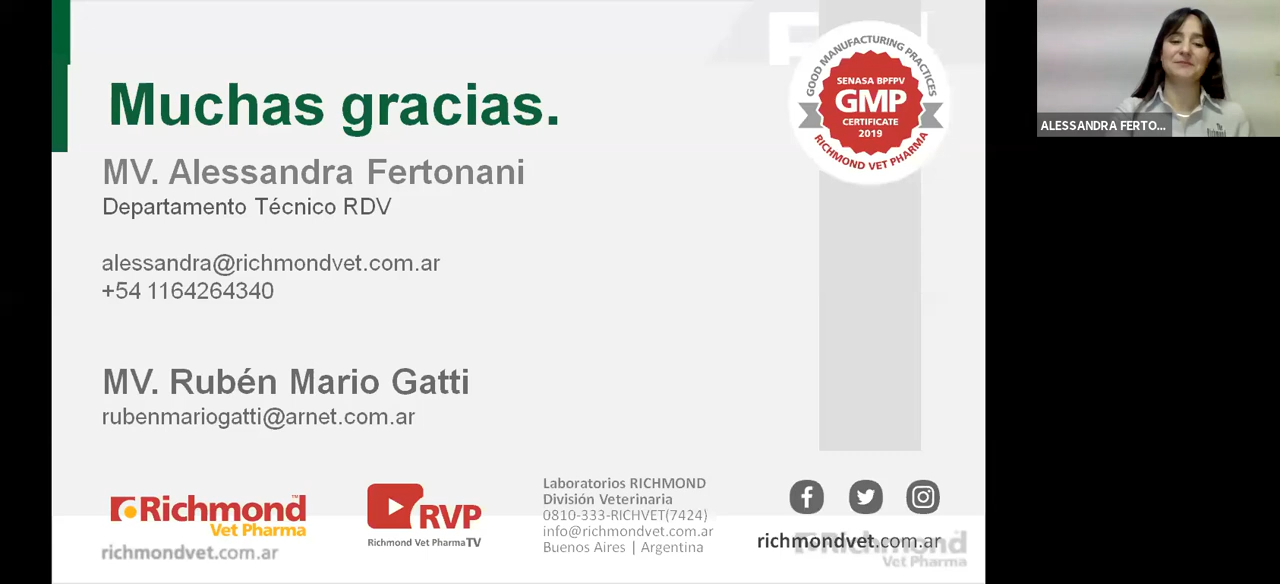 Muchas gracias.
MV. Alessandra Fertonani
Departamento Técnico RDV
alessandra@richmondvet.com.ar
+54 1164264340
MV. Rubén Mario Gatti
rubenmariogatti@arnet.com.ar
GOOD MANUFACTURING PRACTICES
SENASA BPFPV
GMP
CERTIFICATE
2019
RICHMOND VET PHARMA
ALESSANDRA FERTO...
Richmond™
Vet Pharma
richmondvet.com.ar
RVP
Richmond Vet PharmaTV
Laboratorios RICHMOND
División Veterinaria
0810-333-RICHVET(7424)
info@richmondvet.com.ar
Buenos Aires | Argentina
richmondvet.com.ar
Richmond
Vet Pharma